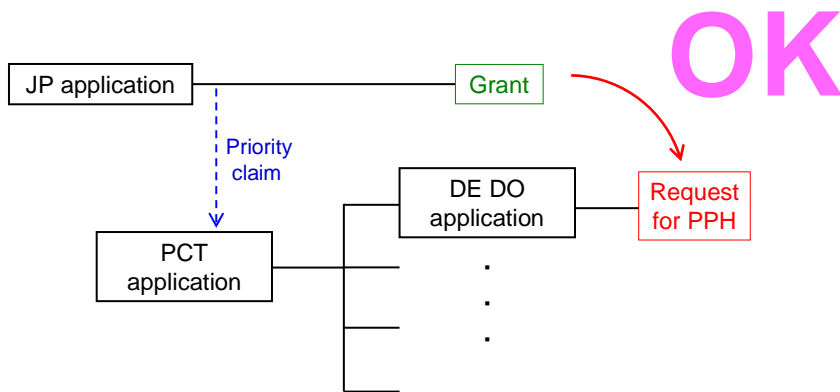 OK
JP application
Grant
Priority
claim
DE DO
application
Request
for PPH
PCT
application